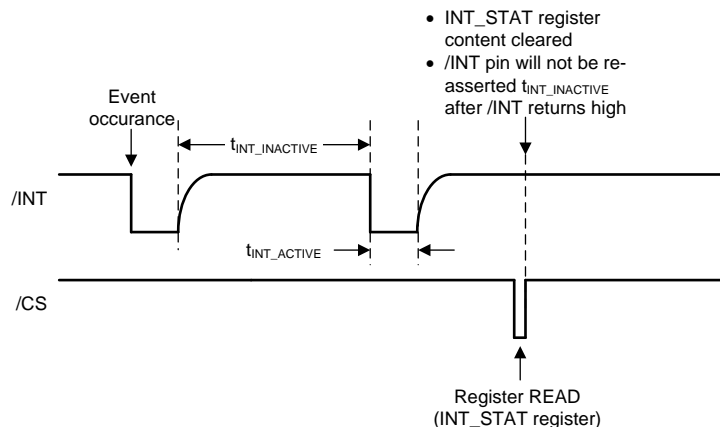 • INT_STAT register
content cleared
• /INT pin will not be re-
asserted tINT_INACTIVE
after /INT returns high
Event
occurance
tINT_INACTIVE
/INT
tINT_ACTIVE
/CS
Register READ
(INT_STAT register)